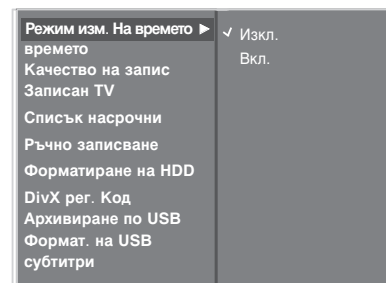 Режим изм. На времето ►
времето
Качество на запис
Записан TV
Списък насрочни
Ръчно записване
Форматиране на HDD
DivX рег. Код
Архивиране по USB
Формат. на USB
субтитри
✓ Изкл.
Вкл.